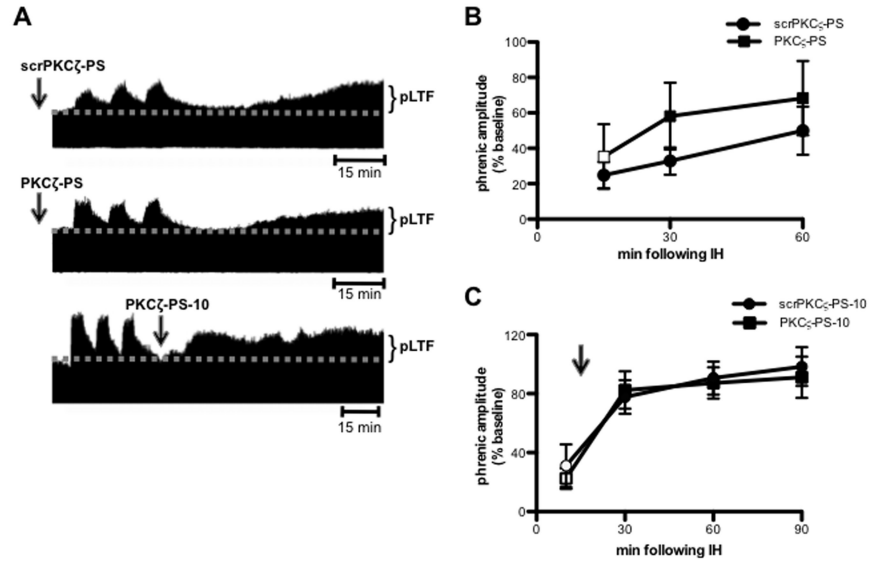 A
scrPKCζ-PS
pLTF
15 min
PKCζ-PS
pLTF
15 min
PKCζ-PS-10
pLTF
15 min
B
scrPKCζ-PS
PKCζ-PS
100
80
60
40
20
0
phrenic amplitude
(% baseline)
0
30
60
min following IH
C
scrPKCζ-PS-10
PKCζ-PS-10
120
80
40
0
phrenic amplitude
(% baseline)
0
30
60
90
min following IH